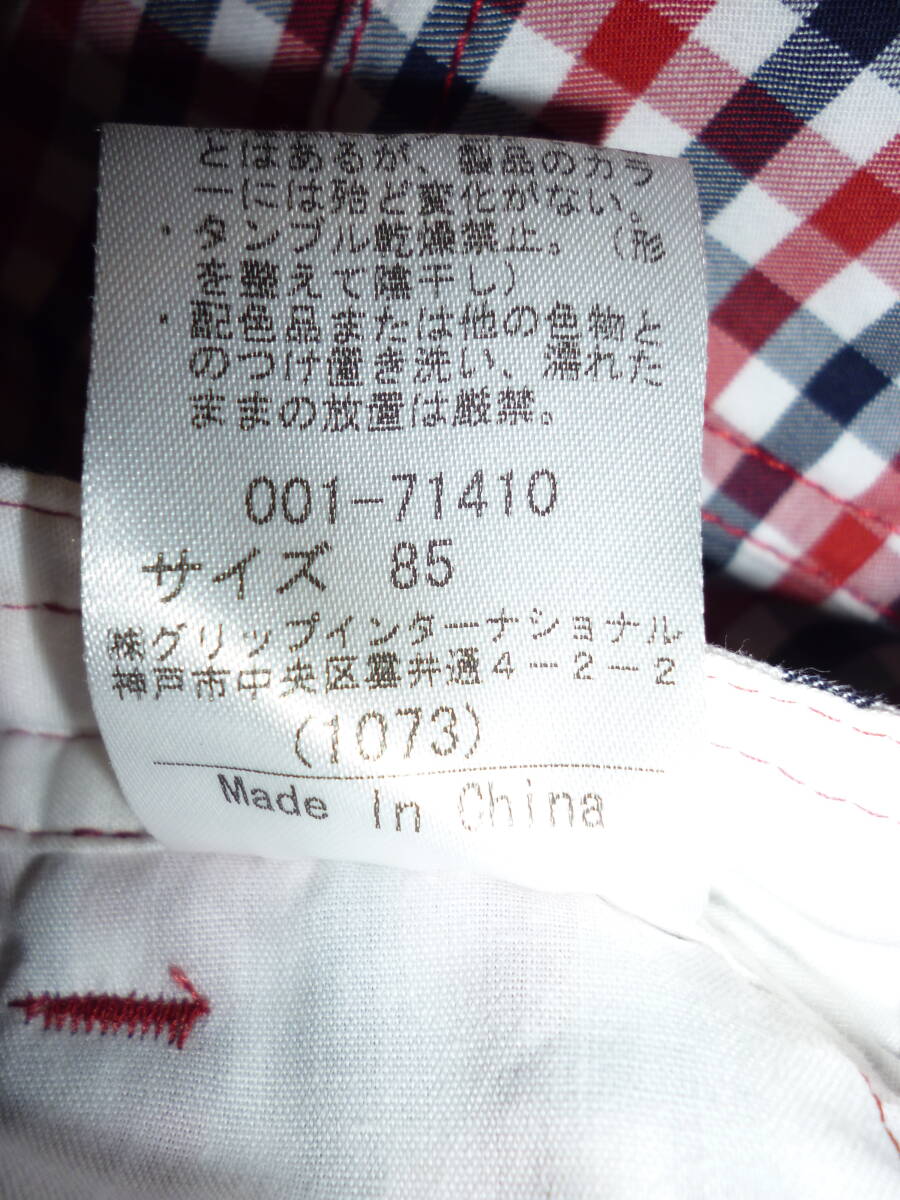 とはあるが、製品のカラ
ーには殆ど変化がない。
・タンブル乾燥禁止。（形
を整えて陰干し）
・配色品または他の色物と
のつけ置き洗い、濡れた
ままの放置は厳禁。
001-71410
サイズ 85
㈱グリップインターナショナル
神戸市中央区雲井通4-2-2
(1073)
Made In China